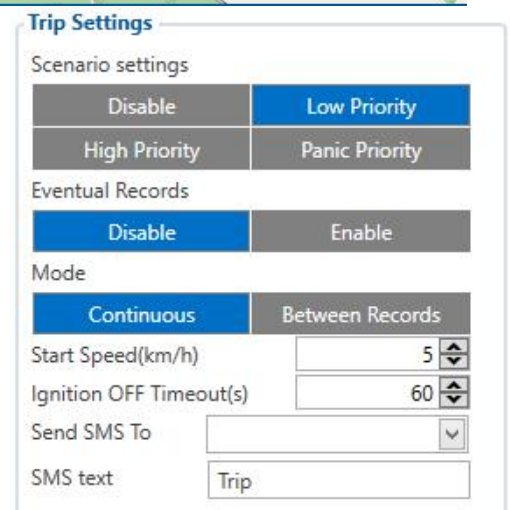 Trip Settings
Scenario settings
Disable Low Priority
High Priority Panic Priority
Eventual Records
Disable Enable
Mode
Continuous Between Records
Start Speed(km/h) 5
Ignition OFF Timeout(s) 60
Send SMS To
SMS text Trip